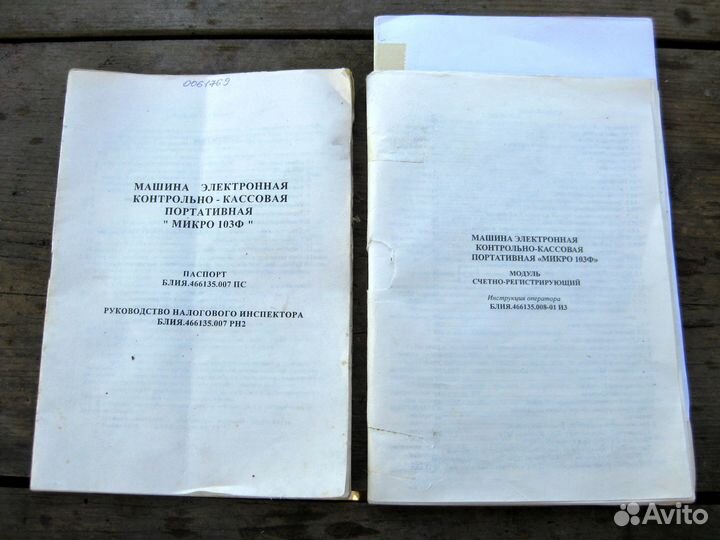 0061769
МАШИНА ЭЛЕКТРОННАЯ
КОНТРОЛЬНО - КАССОВАЯ
ПОРТАТИВНАЯ
" МИКРО 103Ф "
ПАСПОРТ
БЛИЯ.466135.007 ПС
РУКОВОДСТВО НАЛОГОВОГО ИНСПЕКТОРА
БЛИЯ.466135.007 РН2
МАШИНА ЭЛЕКТРОННАЯ
КОНТРОЛЬНО-КАССОВАЯ
ПОРТАТИВНАЯ «МИКРО 103Ф»
МОДУЛЬ
СЧЕТНО-РЕГИСТРИРУЮЩИЙ
Инструкция оператора
БЛИЯ.466135.008-01 ИЗ
Avito